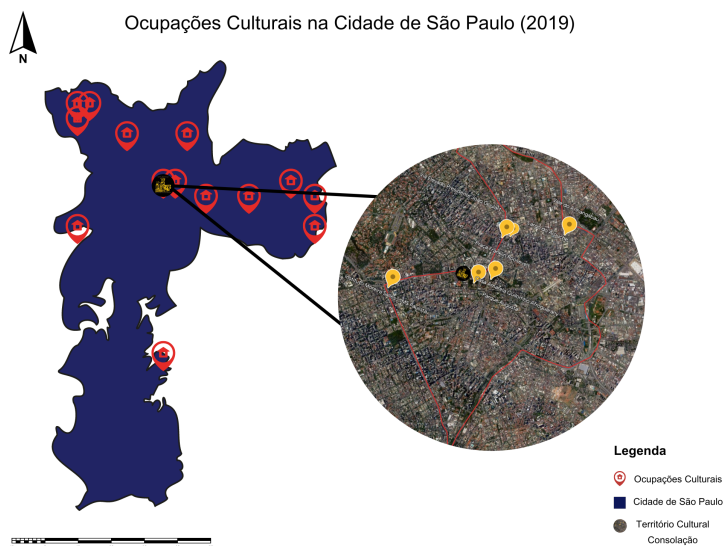 Ocupações Culturais na Cidade de São Paulo (2019)
N
Legenda
Ocupações Culturais
Cidade de São Paulo
Território Cultural
Consolação